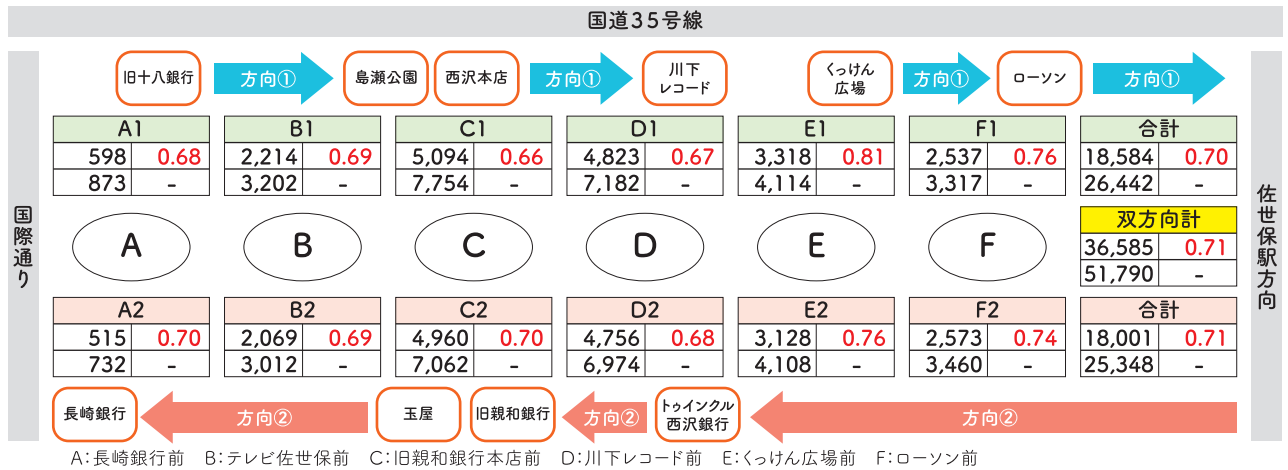 国道35号線
旧十八銀行 方向① 島瀬公園 西沢本店 方向① 川下 レコード くっけん 広場 方向① ローソン 方向①
A1 B1 C1 D1 E1 F1 合計
598 0.68 2,214 0.69 5,094 0.66 4,823 0.67 3,318 0.81 2,537 0.76 18,584 0.70
873 - 3,202 - 7,754 - 7,182 - 4,114 - 3,317 - 26,442 -
国際通り
A B C D E F
双方向計
36,585 0.71
51,790 -
佐世保駅方向
A2 B2 C2 D2 E2 F2 合計
515 0.70 2,069 0.69 4,960 0.70 4,756 0.68 3,128 0.76 2,573 0.74 18,001 0.71
732 - 3,012 - 7,062 - 6,974 - 4,108 - 3,460 - 25,348 -
長崎銀行 方向② 玉屋 旧親和銀行 方向② トゥインクル 西沢銀行 方向②
A:長崎銀行前 B:テレビ佐世保前 C:旧親和銀行本店前 D:川下レコード前 E:くっけん広場前 F:ローソン前